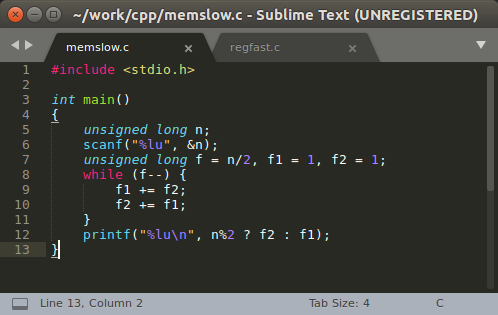 ~/work/cpp/memslow.c - Sublime Text (UNREGISTERED)
memslow.c × regfast.c ×
1 #include <stdio.h>
2
3 int main()
4 {
5     unsigned long n;
6     scanf("%lu", &n);
7     unsigned long f = n/2, f1 = 1, f2 = 1;
8     while (f--) {
9         f1 += f2;
10         f2 += f1;
11     }
12     printf("%lu\n", n%2 ? f2 : f1);
13 }
Line 13, Column 2 Tab Size: 4 C